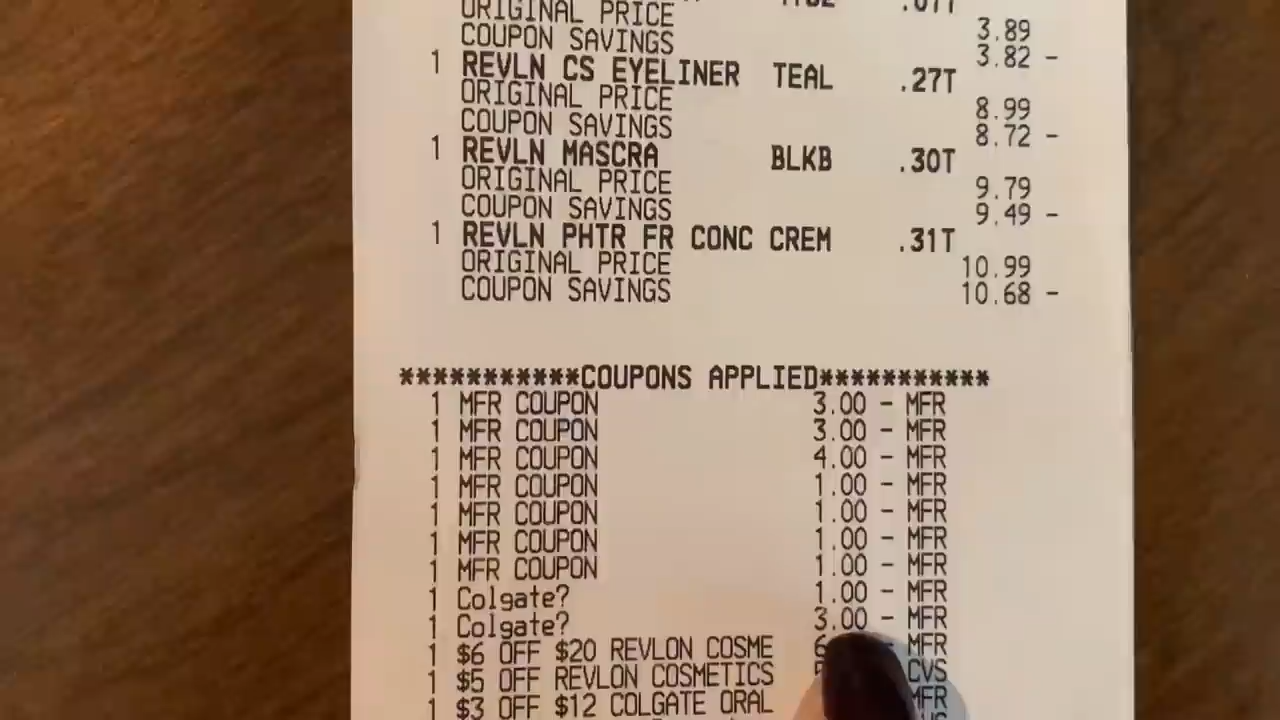 .07T
ORIGINAL PRICE 3.89
COUPON SAVINGS 3.82 -
1 REVLN CS EYELINER TEAL .27T
ORIGINAL PRICE 8.99
COUPON SAVINGS 8.72 -
1 REVLN MASCRA BLKB .30T
ORIGINAL PRICE 9.79
COUPON SAVINGS 9.49 -
1 REVLN PHTR FR CONC CREM .31T
ORIGINAL PRICE 10.99
COUPON SAVINGS 10.68 -
***********COUPONS APPLIED***********
1 MFR COUPON 3.00 - MFR
1 MFR COUPON 3.00 - MFR
1 MFR COUPON 4.00 - MFR
1 MFR COUPON 1.00 - MFR
1 MFR COUPON 1.00 - MFR
1 MFR COUPON 1.00 - MFR
1 MFR COUPON 1.00 - MFR
1 Colgate? 1.00 - MFR
1 Colgate? 3.00 - MFR
1 $6 OFF $20 REVLON COSME MFR
1 $5 OFF REVLON COSMETICS CVS
1 $3 OFF $12 COLGATE ORAL MFR